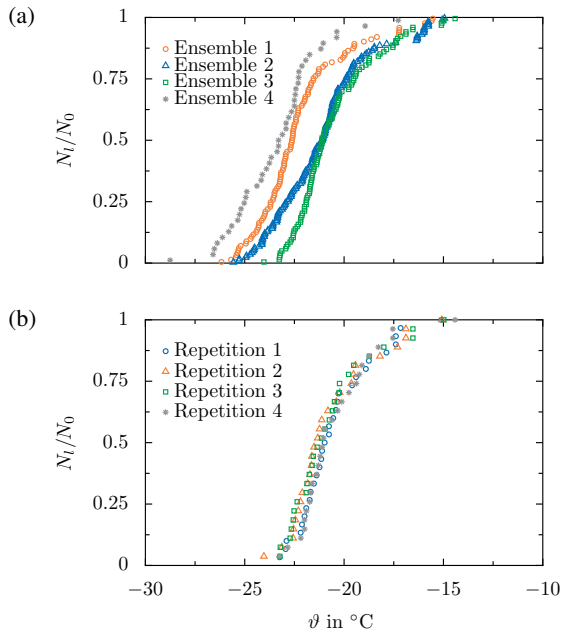 (a)
1
0.75
0.5
0.25
0
N_l/N_0
Ensemble 1
Ensemble 2
Ensemble 3
Ensemble 4
(b)
1
0.75
0.5
0.25
0
N_l/N_0
Repetition 1
Repetition 2
Repetition 3
Repetition 4
−30 −25 −20 −15 −10
ϑ in °C